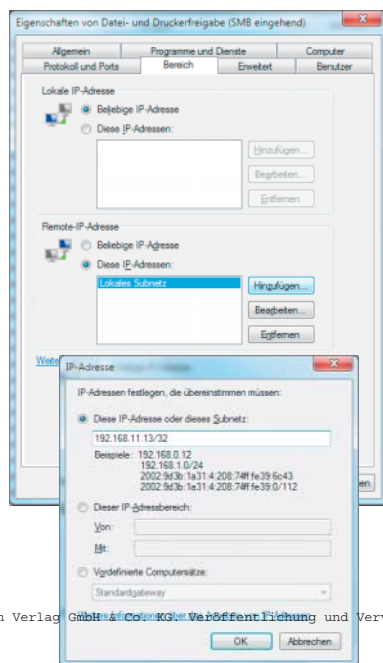 Eigenschaften von Datei- und Druckerfreigabe (SMB eingehend)
Allgemein
Programme und Dienste
Computer
Protokoll und Ports
Bereich
Erweitert
Benutzer
Lokale IP-Adresse
Beliebige IP-Adresse
Diese IP-Adressen:
Hinzufügen...
Bearbeiten...
Entfernen
Remote-IP-Adresse
Beliebige IP-Adresse
Diese IP-Adressen:
Lokales Subnetz
Hinzufügen...
Bearbeiten...
Entfernen
IP-Adresse
IP-Adressen festlegen, die übereinstimmen müssen:
Diese IP-Adresse oder dieses Subnetz:
192.168.11.13/32
Beispiele: 192.168.0.12
192.168.1.0/24
2002:9d3b:1a31:4:208:74ff:fe39:6c43
2002:9d3b:1a31:4:208:74ff:fe39:0/112
Dieser IP-Adressbereich:
Von:
Bis:
Vordefinierte Computersätze:
Standardgateway
Verlag GmbH & Co. KG. Veröffentlichung und
OK
Abbrechen